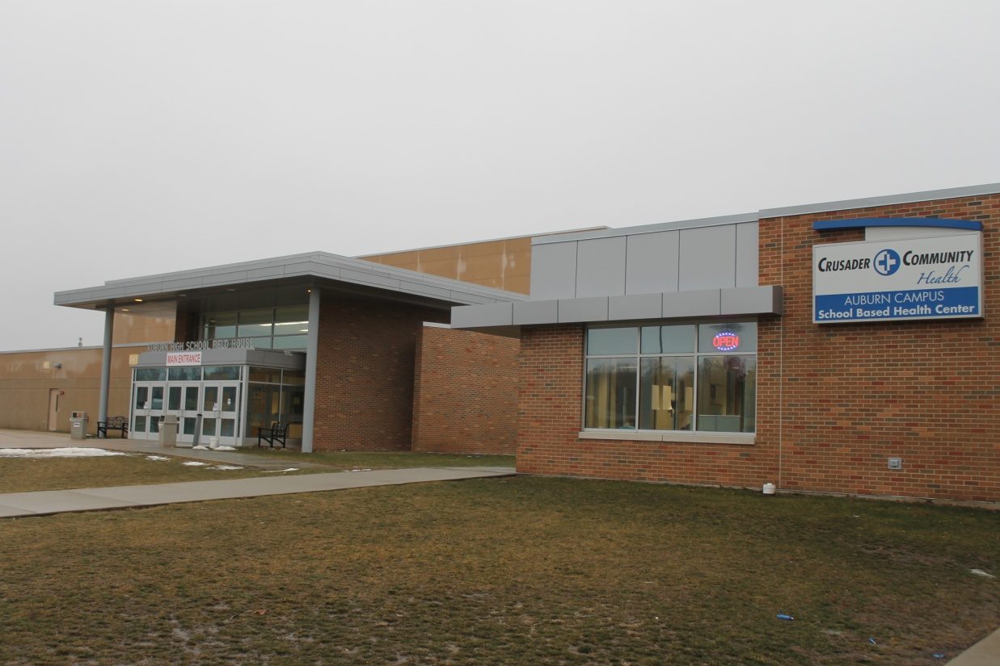 AUBURN HIGH SCHOOL FIELD HOUSE
MAIN ENTRANCE
OPEN
CRUSADER COMMUNITY
Health
AUBURN CAMPUS
School Based Health Center